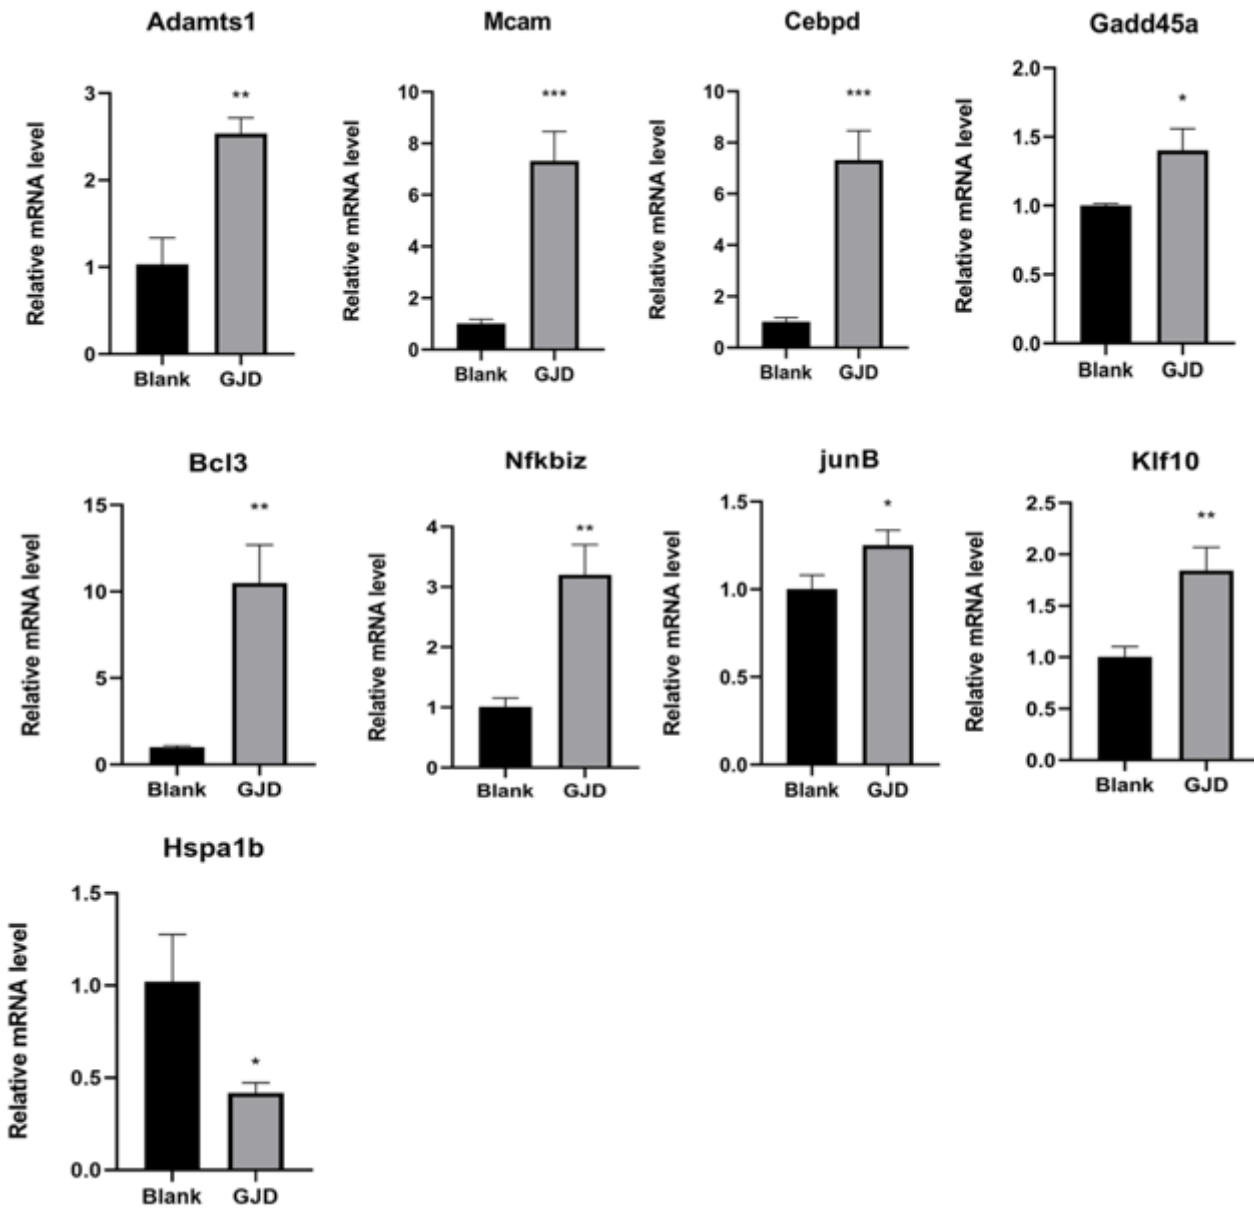 Adamts1
Relative mRNA level
3
2
1
0
**
Blank GJD
Mcam
Relative mRNA level
10
8
6
4
2
0
***
Blank GJD
Cebpd
Relative mRNA level
10
8
6
4
2
0
***
Blank GJD
Gadd45a
Relative mRNA level
2.0
1.5
1.0
0.5
0.0
*
Blank GJD
Bcl3
Relative mRNA level
15
10
5
0
**
Blank GJD
Nfkbiz
Relative mRNA level
4
3
2
1
0
**
Blank GJD
junB
Relative mRNA level
1.5
1.0
0.5
0.0
*
Blank GJD
Klf10
Relative mRNA level
2.5
2.0
1.5
1.0
0.5
0.0
**
Blank GJD
Hspa1b
Relative mRNA level
1.5
1.0
0.5
0.0
*
Blank GJD